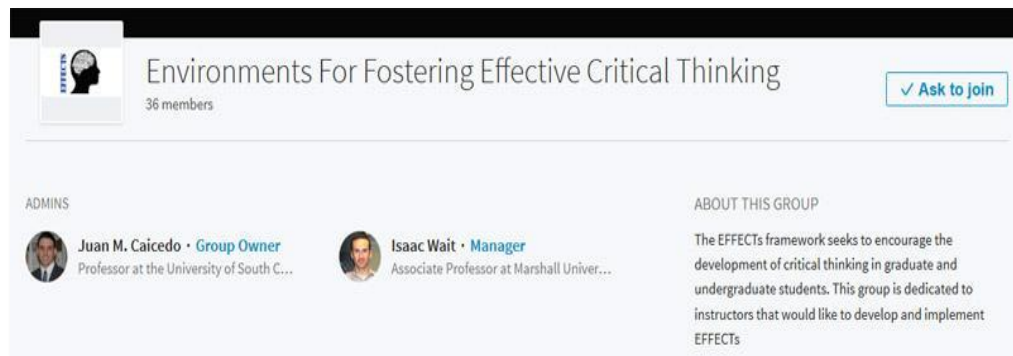 EFFECTS
Environments For Fostering Effective Critical Thinking
36 members
✓ Ask to join
ADMINS
Juan M. Caicedo · Group Owner
Professor at the University of South C...
Isaac Wait · Manager
Associate Professor at Marshall Univer...
ABOUT THIS GROUP
The EFFECTs framework seeks to encourage the
development of critical thinking in graduate and
undergraduate students. This group is dedicated to
instructors that would like to develop and implement
EFFECTs